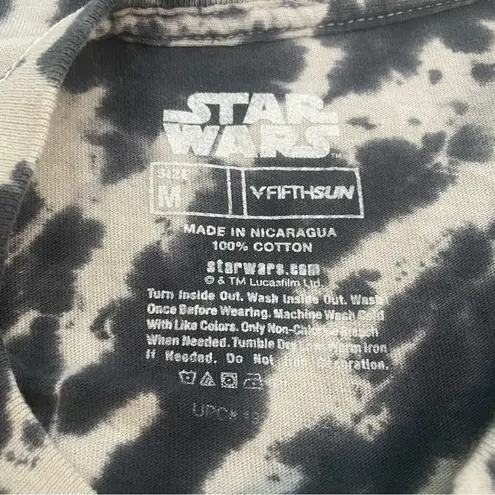 STAR
WARS
SIZE
M
FIFTHSUN
MADE IN NICARAGUA
100% COTTON
starwars.com
© & TM Lucasfilm Ltd.
Turn Inside Out. Wash Inside Out. Wash
Once Before Wearing. Machine Wash Cold
With Like Colors. Only Non-Chlorine Bleach
When Needed. Tumble Dry Warm Iron
If Needed. Do Not
UPC#